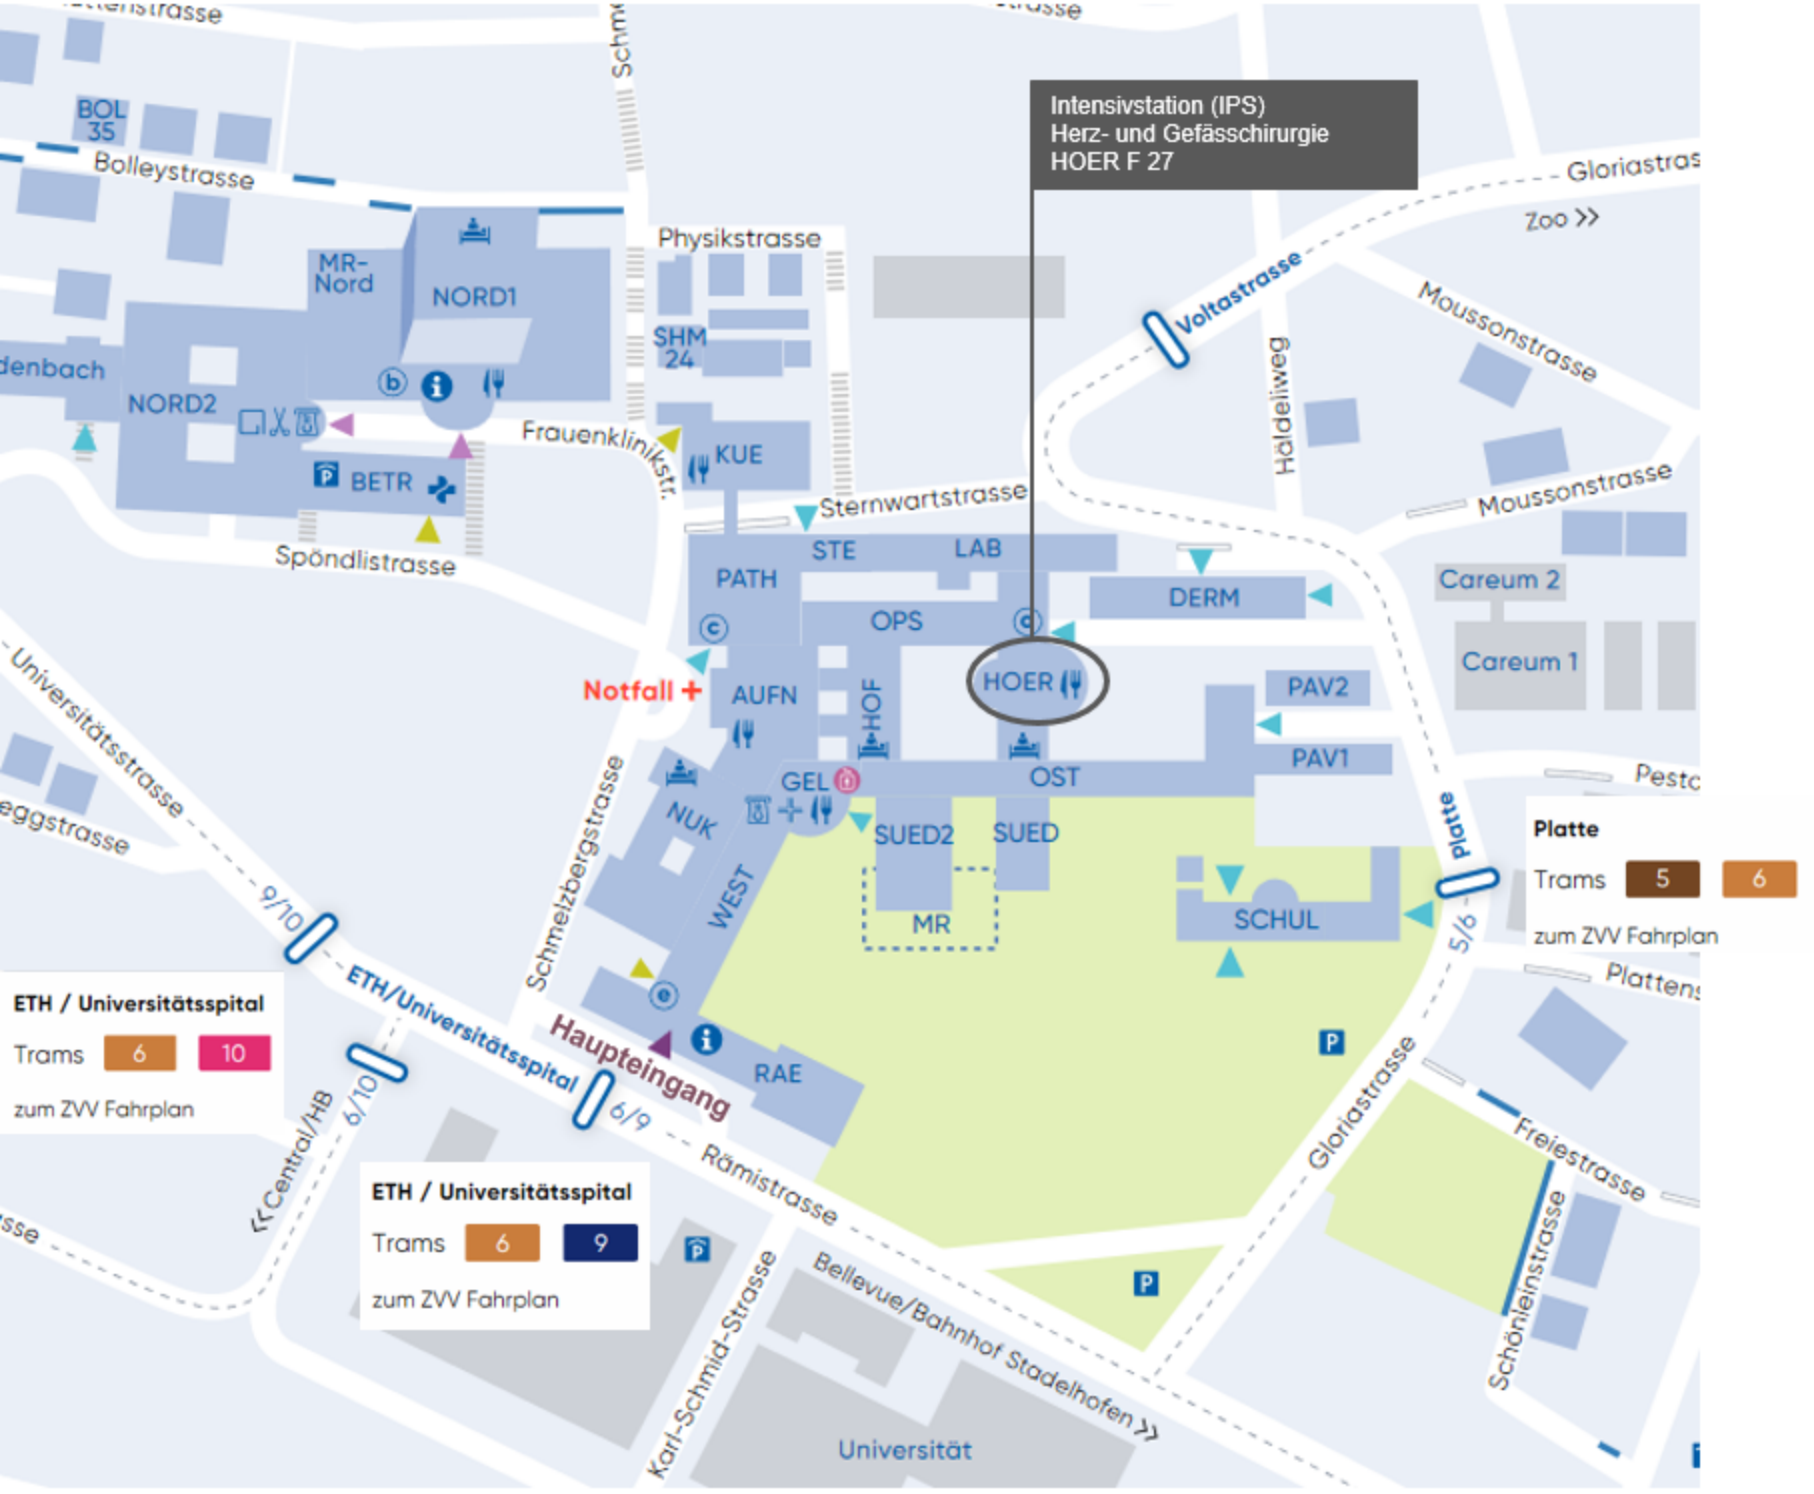 Intensivstation (IPS)
Herz- und Gefässchirurgie
HOER F 27
BOL
35
Bolleystrasse
Gloriastras
Zoo
Physikstrasse
MR-
Nord
NORD1
Voltastrasse
Moussonstrasse
SHM
24
Häldeliweg
denbach
NORD2
b
i
Frauenklinikstr.
KUE
P
BETR
Moussonstrasse
Sternwartstrasse
Spöndlistrasse
STE
LAB
PATH
DERM
Careum 2
c
OPS
d
Careum 1
Universitätsstrasse
Notfall +
AUFN
HOF
HOER
PAV2
PAV1
GEL
OST
NUK
SUED2
SUED
Platte
Schmelzbergstrasse
WEST
MR
SCHUL
5/6
Platte
Trams 5 6
zum ZVV Fahrplan
eggstrasse
9/10
ETH/Universitätsspital
e
i
Haupteingang
RAE
P
ETH / Universitätsspital
Trams 6 10
zum ZVV Fahrplan
6/10
Central/HB
6/9
Rämistrasse
Gloriastrasse
Freiestrasse
ETH / Universitätsspital
Trams 6 9
zum ZVV Fahrplan
P
P
Karl-Schmid-Strasse
Bellevue/Bahnhof Stadelhofen
Schönleinstrasse
Universität